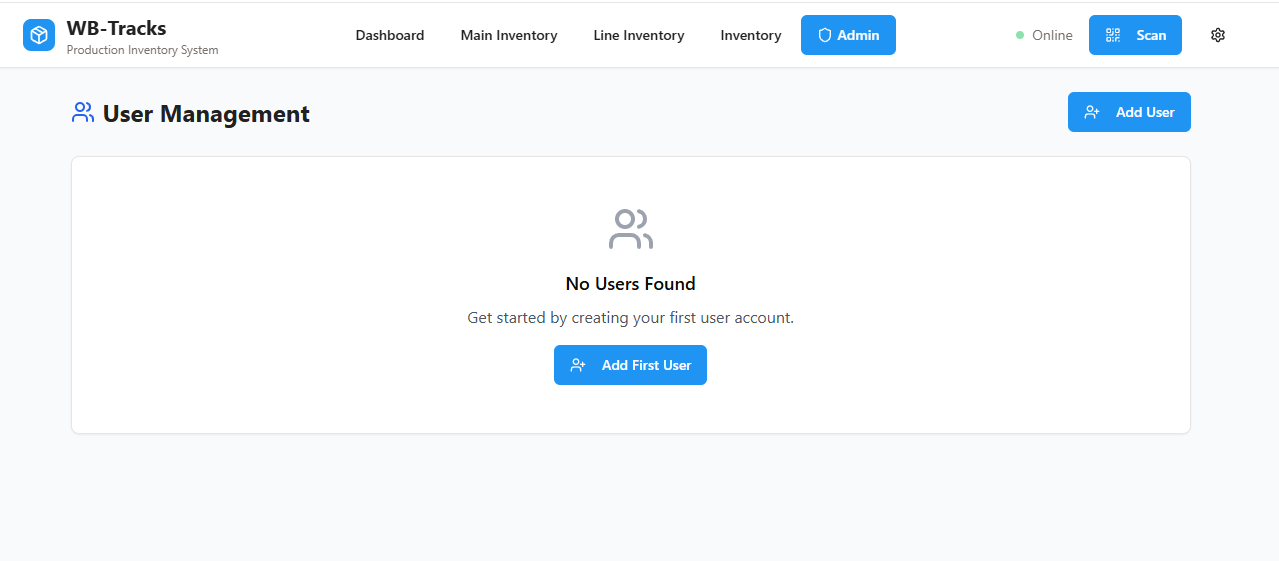 WB-Tracks
Production Inventory System
Dashboard Main Inventory Line Inventory Inventory Admin Online Scan
User Management
Add User
No Users Found
Get started by creating your first user account.
Add First User